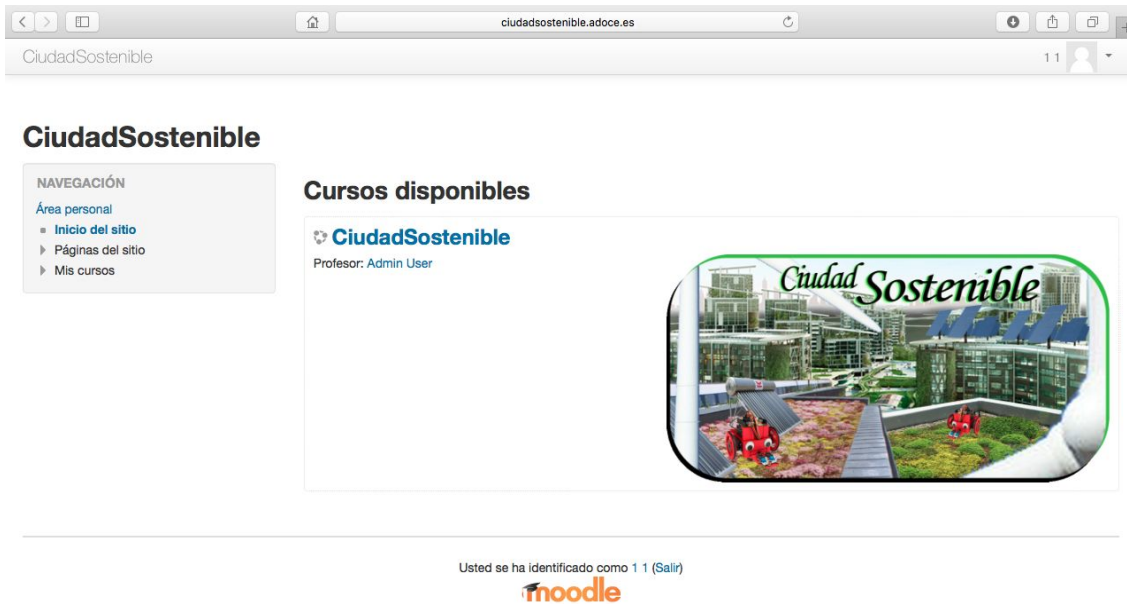 ciudadsostenible.adoce.es
CiudadSostenible
1 1
CiudadSostenible
NAVEGACIÓN
Área personal
Inicio del sitio
Páginas del sitio
Mis cursos
Cursos disponibles
CiudadSostenible
Profesor: Admin User
Ciudad Sostenible
Usted se ha identificado como 1 1 (Salir)
moodle